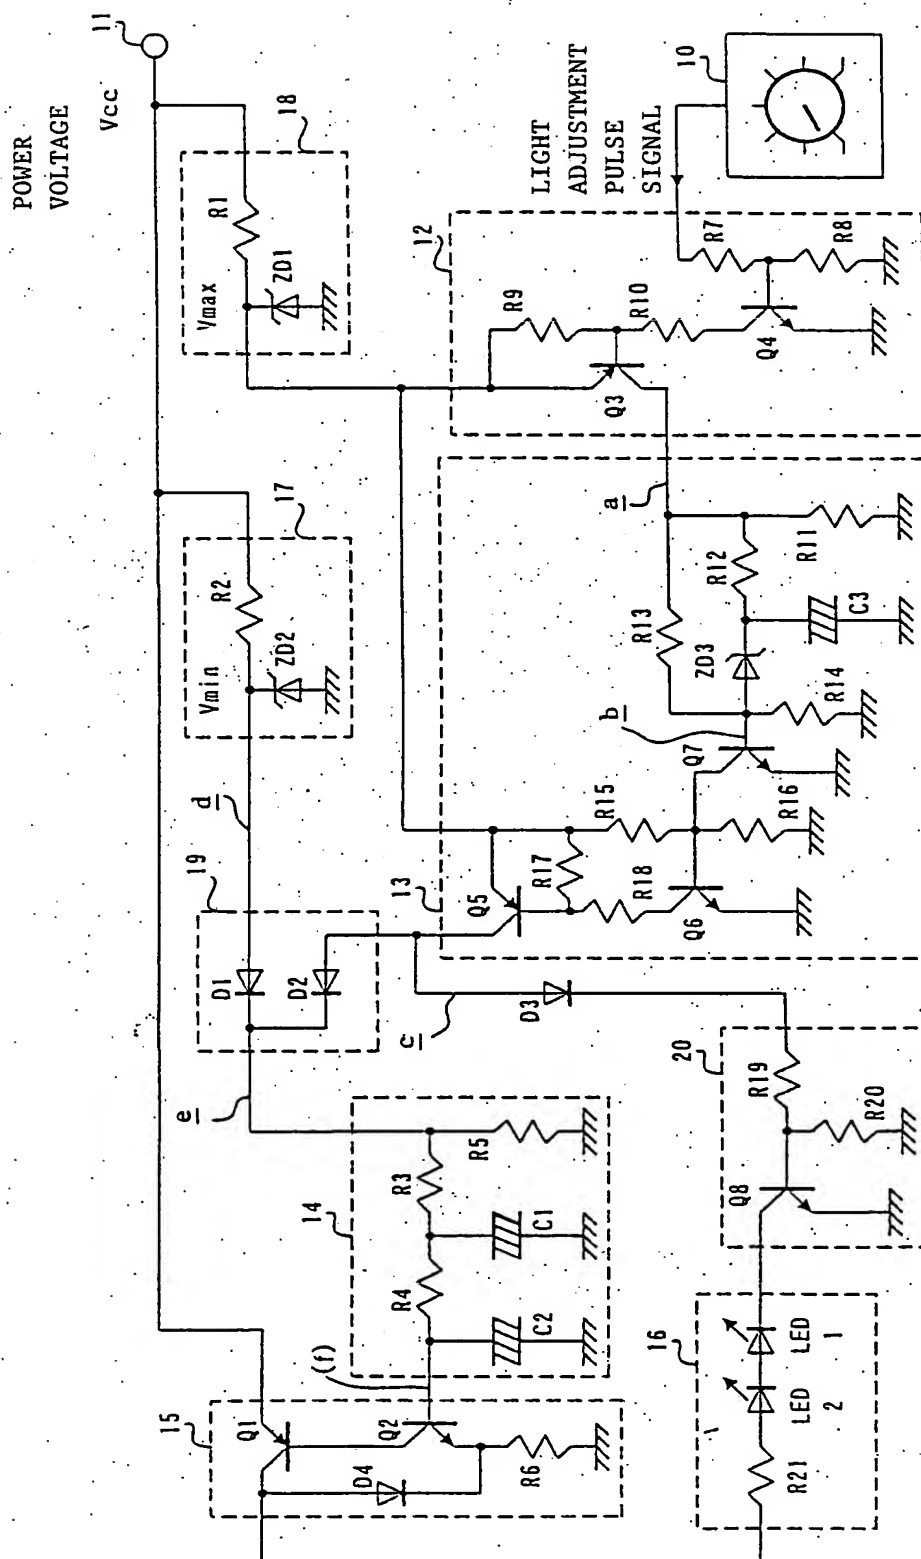 POWER
VOLTAGE
Vcc
11
18
R1
Vmax
ZD1
LIGHT
ADJUSTMENT
PULSE
SIGNAL
10
12
R7
R8
R9
R10
Q4
Q3
17
R2
Vmin
ZD2
a
R11
R12
C3
R13
ZD3
R14
b
Q7
R15
R16
R17
R18
Q5
Q6
13
d
19
D1
D2
c
D3
20
R19
R20
Q8
e
14
R3
R5
C1
R4
C2
(f)
15
Q1
Q2
D4
R6
16
LED
1
LED
2
R21